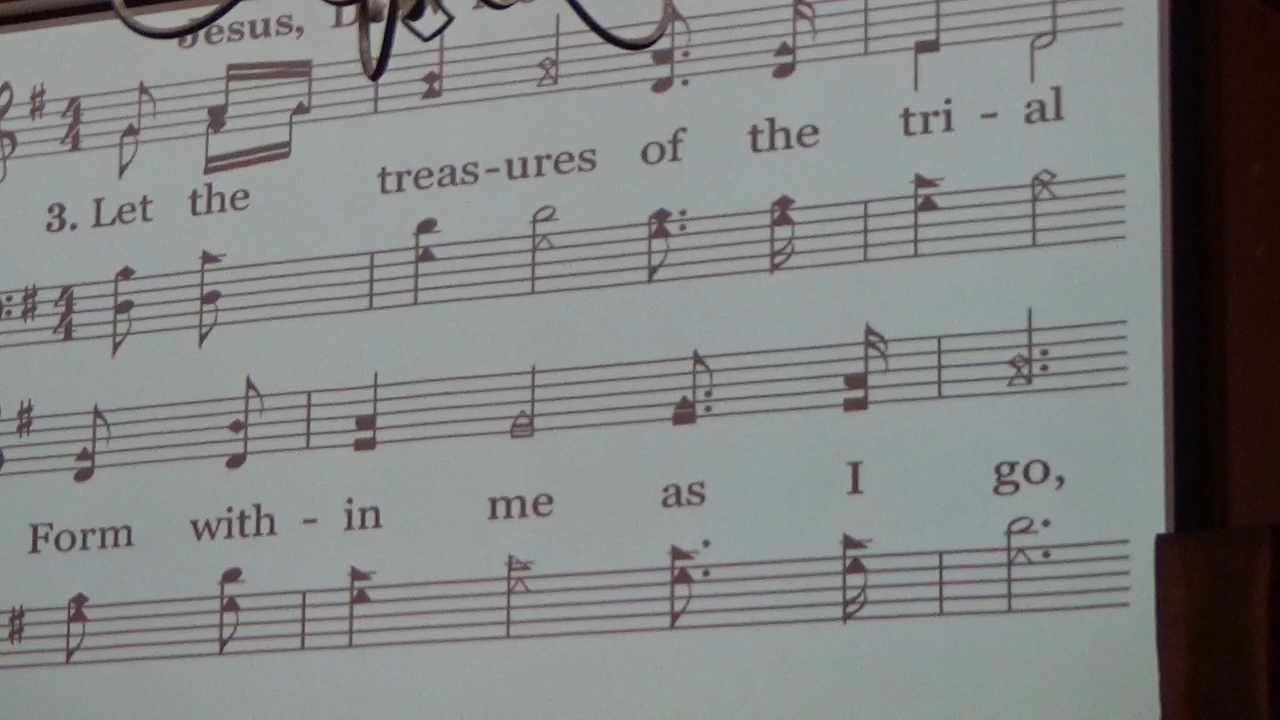 Jesus,
3. Let the treas-ures of the tri - al
Form with - in me as I go,